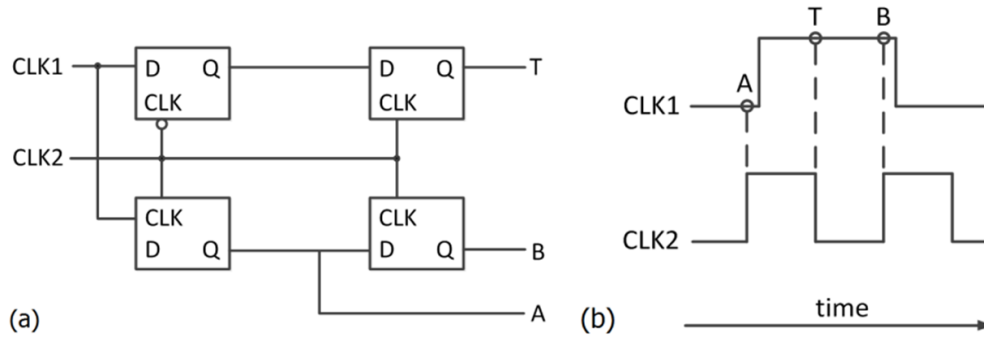 CLK1
D Q
CLK
D Q
CLK
T
CLK2
CLK
D Q
CLK
D Q
B
A
(a)
T
B
A
CLK1
CLK2
time
(b)